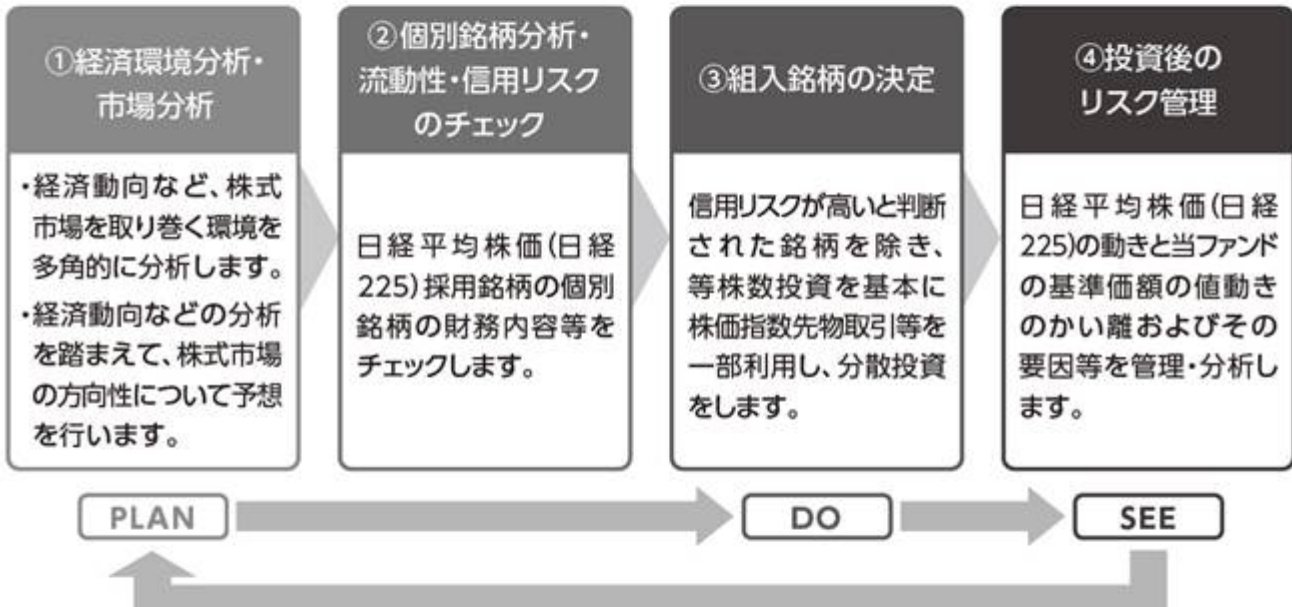 ①経済環境分析・
市場分析
・経済動向など、株式
市場を取り巻く環境を
多角的に分析します。
・経済動向などの分析
を踏まえて、株式市場
の方向性について予想
を行います。
②個別銘柄分析・
流動性・信用リスク
のチェック
日経平均株価(日経
225)採用銘柄の個別
銘柄の財務内容等を
チェックします。
③組入銘柄の決定
信用リスクが高いと判断
された銘柄を除き、
等株数投資を基本に
株価指数先物取引等を
一部利用し、分散投資
をします。
④投資後の
リスク管理
日経平均株価(日経
225)の動きと当ファンド
の基準価額の値動き
のかい離およびその
要因等を管理・分析し
ます。
PLAN
DO
SEE